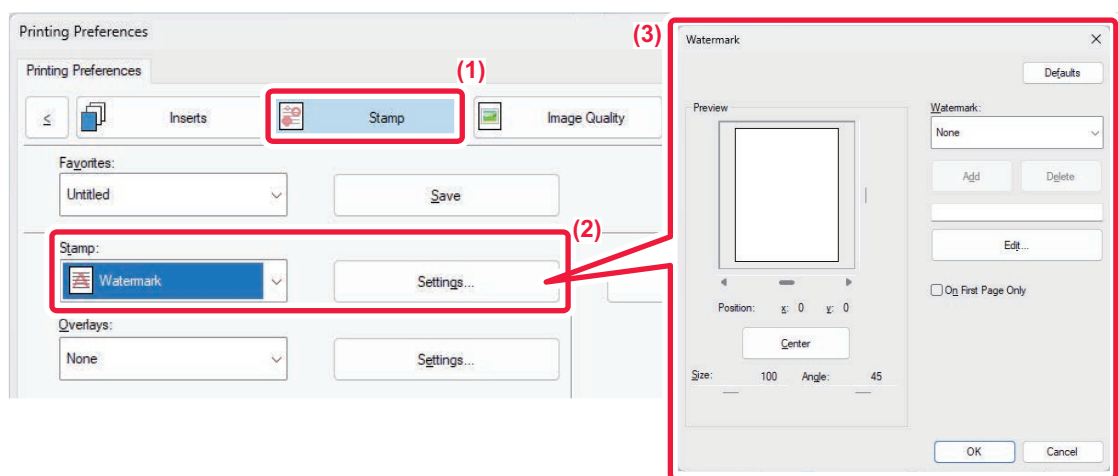 Printing Preferences
Printing Preferences
(1)
≤ Inserts Stamp Image Quality
Favorites:
Untitled Save
(2)
Stamp:
Watermark Settings...
Overlays:
None Settings...
(3)
Watermark
Defaults
Preview
Watermark:
None
Add Delete
Edit...
On First Page Only
Position: x: 0 y: 0
Center
Size: 100 Angle: 45
OK Cancel